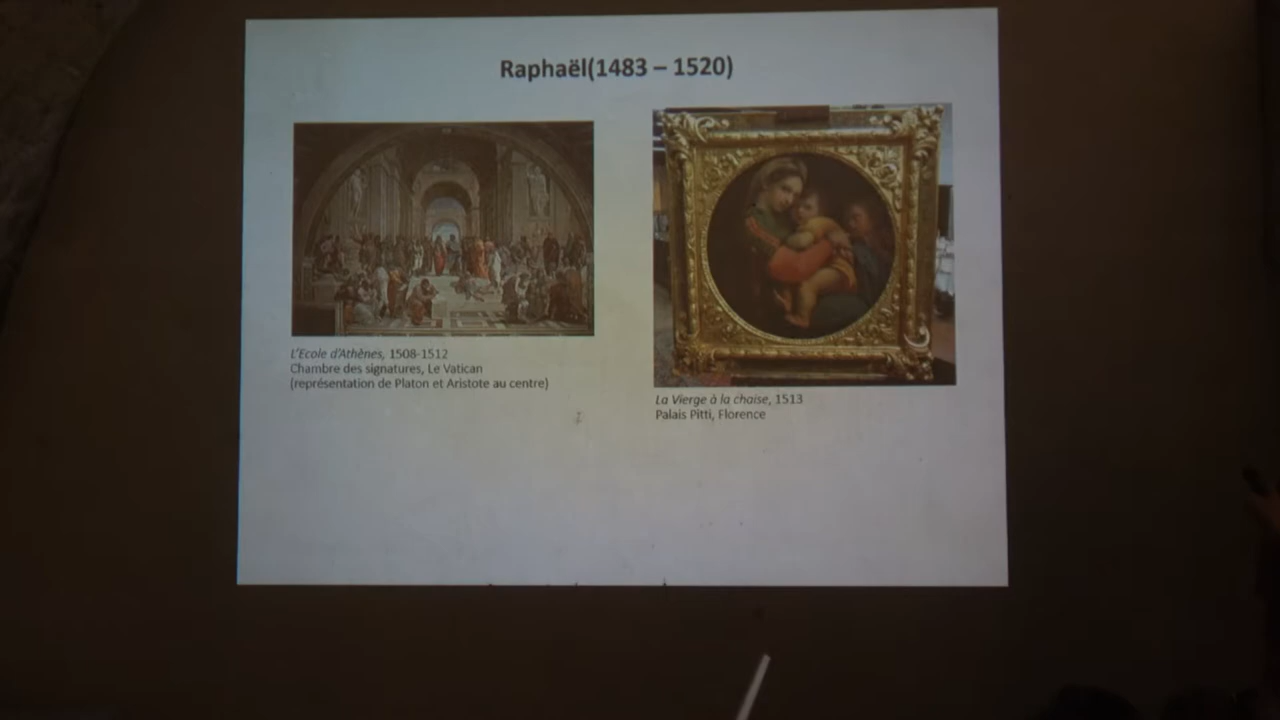 Raphaël(1483 – 1520)
L'Ecole d'Athènes, 1508-1512
Chambre des signatures, Le Vatican
(représentation de Platon et Aristote au centre)
La Vierge à la chaise, 1513
Palais Pitti, Florence